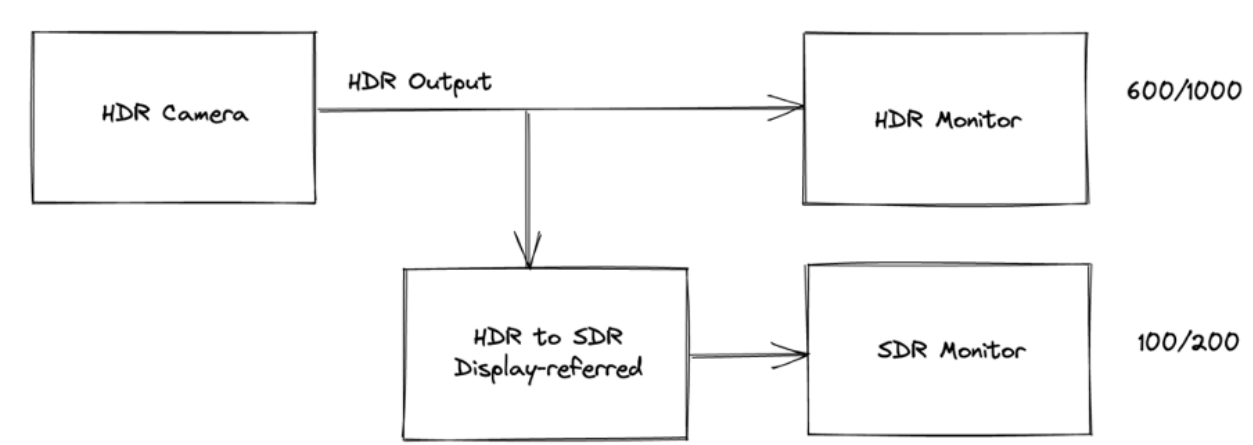 HDR Output
600/1000
HDR Camera
HDR Monitor
HDR to SDR
Display-referred
SDR Monitor
100/200